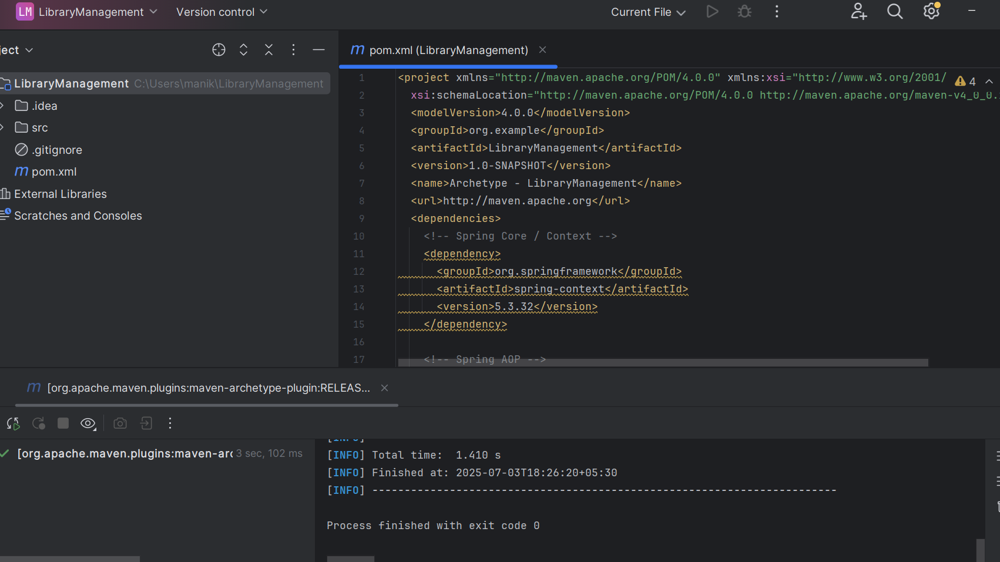 LM LibraryManagement Version control Current File
ject
LibraryManagement C:\Users\manik\LibraryManagement
.idea
src
.gitignore
m pom.xml
External Libraries
Scratches and Consoles
m pom.xml (LibraryManagement)
4
1 <project xmlns="http://maven.apache.org/POM/4.0.0" xmlns:xsi="http://www.w3.org/2001/
2 xsi:schemaLocation="http://maven.apache.org/POM/4.0.0 http://maven.apache.org/maven-v4_0_0.
3 <modelVersion>4.0.0</modelVersion>
4 <groupId>org.example</groupId>
5 <artifactId>LibraryManagement</artifactId>
6 <version>1.0-SNAPSHOT</version>
7 <name>Archetype - LibraryManagement</name>
8 <url>http://maven.apache.org</url>
9 <dependencies>
10 <!-- Spring Core / Context -->
11 <dependency>
12 <groupId>org.springframework</groupId>
13 <artifactId>spring-context</artifactId>
14 <version>5.3.32</version>
15 </dependency>
16
17 <!-- Spring AOP -->
m [org.apache.maven.plugins:maven-archetype-plugin:RELEAS...
[org.apache.maven.plugins:maven-arc 3 sec, 102 ms
[INFO]
[INFO] Total time:  1.410 s
[INFO] Finished at: 2025-07-03T18:26:20+05:30
[INFO] ------------------------------------------------------------------------
Process finished with exit code 0